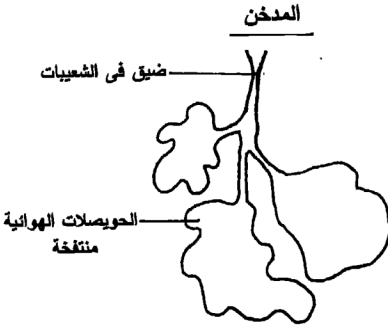 المدخن
ضيق فى الشعيبات
الحويصلات الهوائية
منتفخة